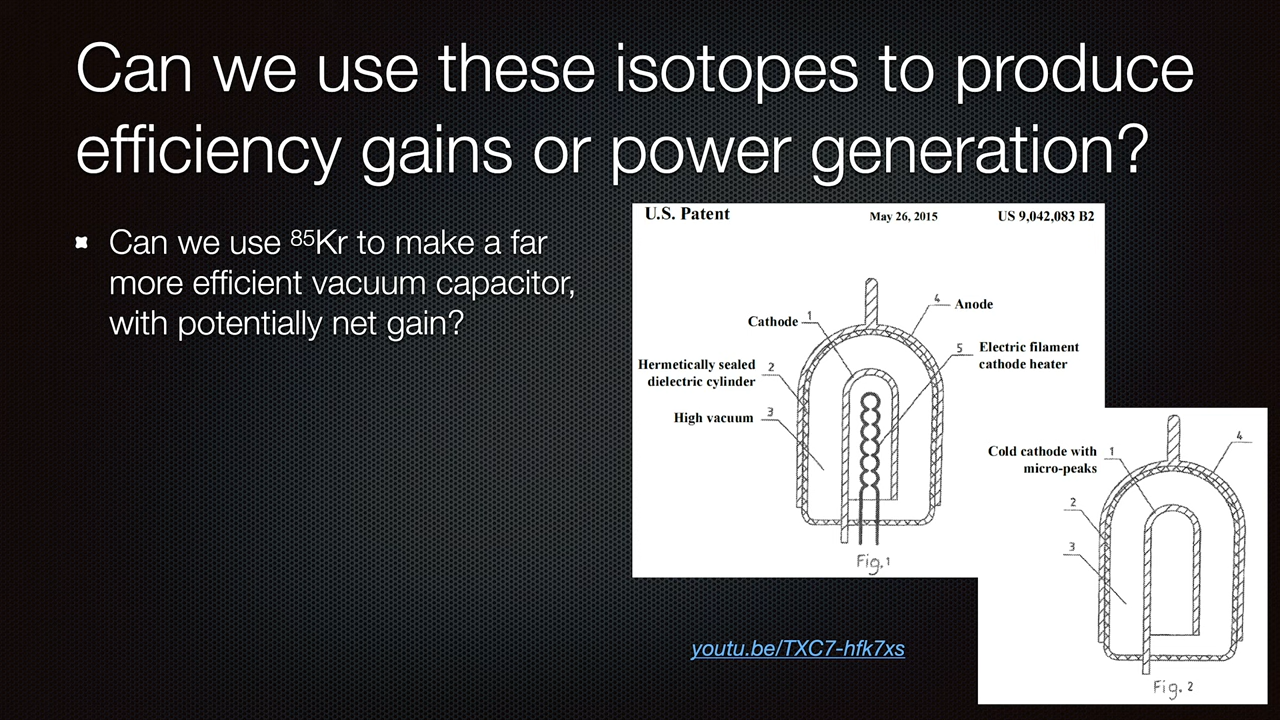 Can we use these isotopes to produce
efficiency gains or power generation?
Can we use ⁸⁵Kr to make a far
more efficient vacuum capacitor,
with potentially net gain?
U.S. Patent
May 26, 2015
US 9,042,083 B2
Cathode
1
4
Anode
5
Electric filament
cathode heater
Hermetically sealed
dielectric cylinder
2
High vacuum
3
Fig.1
Cold cathode with
micro-peaks
1
4
2
3
Fig. 2
youtu.be/TXC7-hfk7xs